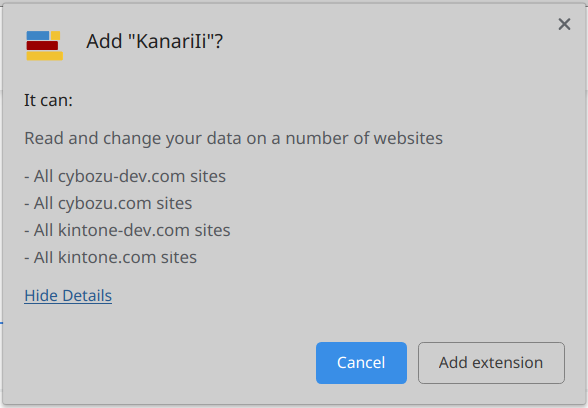 Add "KanariIi"?
It can:
Read and change your data on a number of websites
- All cybozu-dev.com sites
- All cybozu.com sites
- All kintone-dev.com sites
- All kintone.com sites
Hide Details
Cancel
Add extension